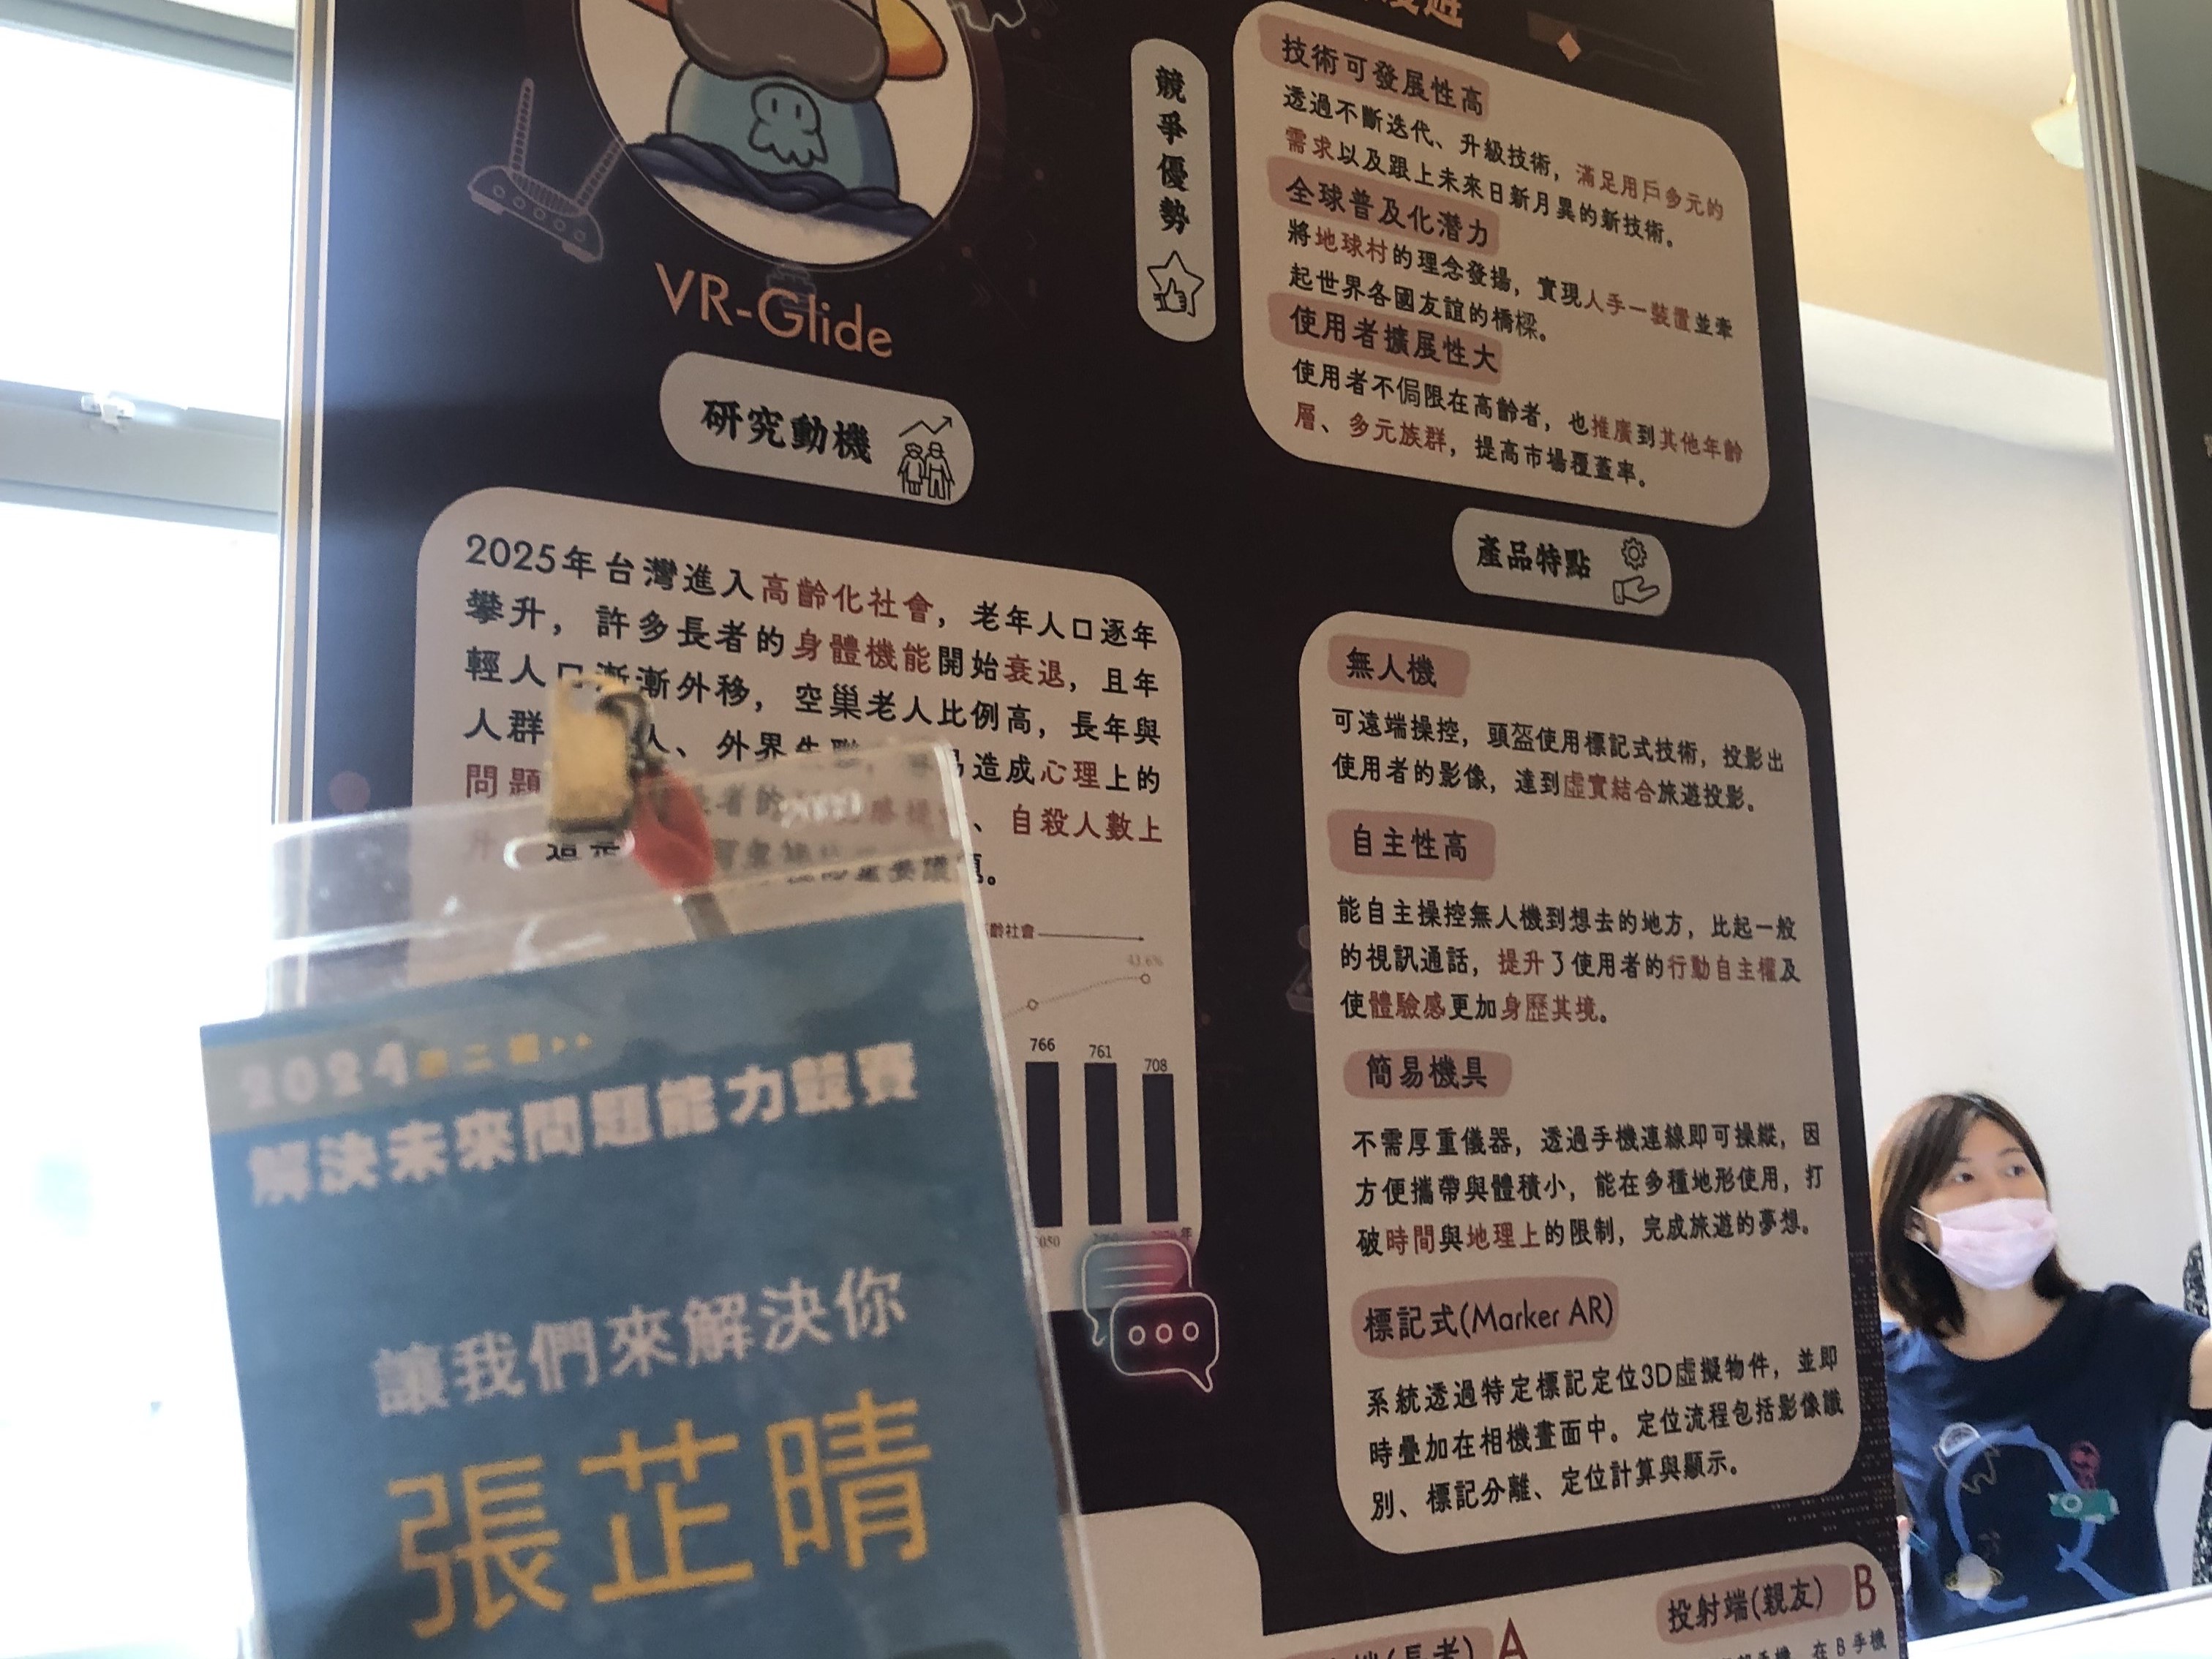 VR-Glide
研究動機
2025年台灣進入高齡化社會，老年人口逐年
攀升，許多長者的身體機能開始衰退，且年
輕人口漸漸外移，空巢老人比例高，長年與
人群 人、外界失聯，易造成心理上的
問題 長者的 、自殺人數上
升 這是 重要議題。
齡社會
43.6%
766
761
708
2050
年
競爭優勢
技術可發展性高
透過不斷迭代、升級技術，滿足用戶多元的
需求以及跟上未來日新月異的新技術。
全球普及化潛力
將地球村的理念發揚，實現人手一裝置並牽
起世界各國友誼的橋樑。
使用者擴展性大
使用者不侷限在高齡者，也推廣到其他年齡
層、多元族群，提高市場覆蓋率。
產品特點
無人機
可遠端操控，頭盔使用標記式技術，投影出
使用者的影像，達到虛實結合旅遊投影。
自主性高
能自主操控無人機到想去的地方，比起一般
的視訊通話，提升了使用者的行動自主權及
使體驗感更加身歷其境。
簡易機具
不需厚重儀器，透過手機連線即可操縱，因
方便攜帶與體積小，能在多種地形使用，打
破時間與地理上的限制，完成旅遊的夢想。
標記式(Marker AR)
系統透過特定標記定位3D虛擬物件，並即
時疊加在相機畫面中。定位流程包括影像識
別、標記分離、定位計算與顯示。
端(長者) A
投射端(親友) B
手機，在B手機
2024第二屆
解決未來問題能力競賽
讓我們來解決你
張芷晴